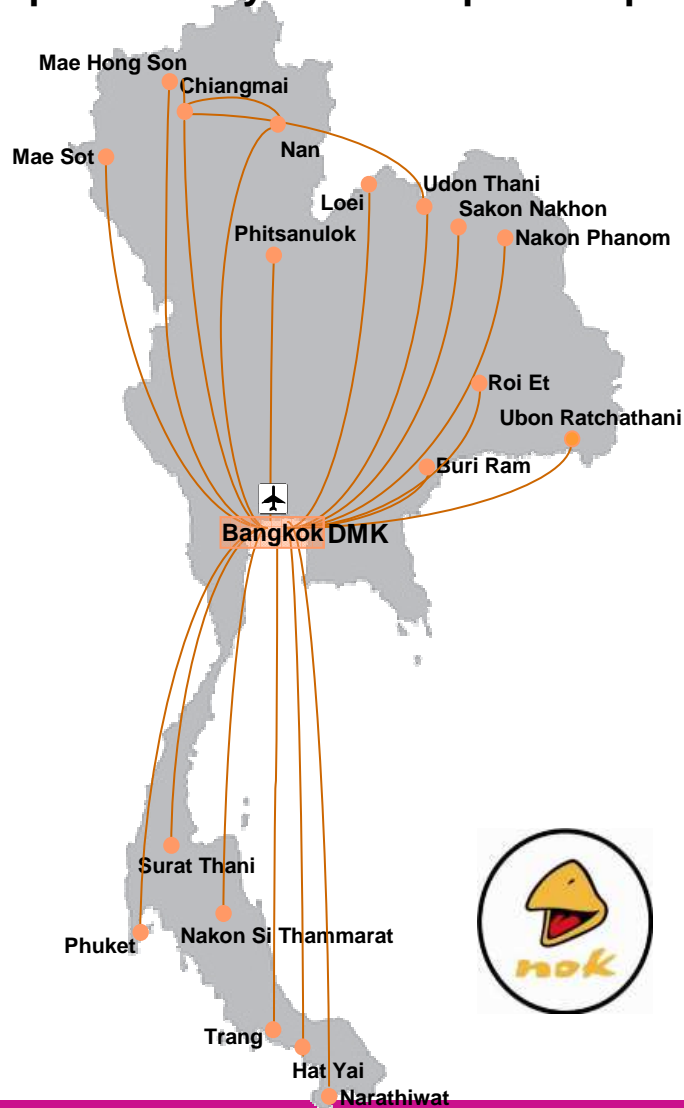 Mae Hong Son
Chiangmai
Mae Sot
Nan
Udon Thani
Loei
Sakon Nakhon
Phitsanulok
Nakon Phanom
Roi Et
Ubon Ratchathani
Buri Ram
Bangkok DMK
Surat Thani
Nakon Si Thammarat
Phuket
nok
Trang
Hat Yai
Narathiwat